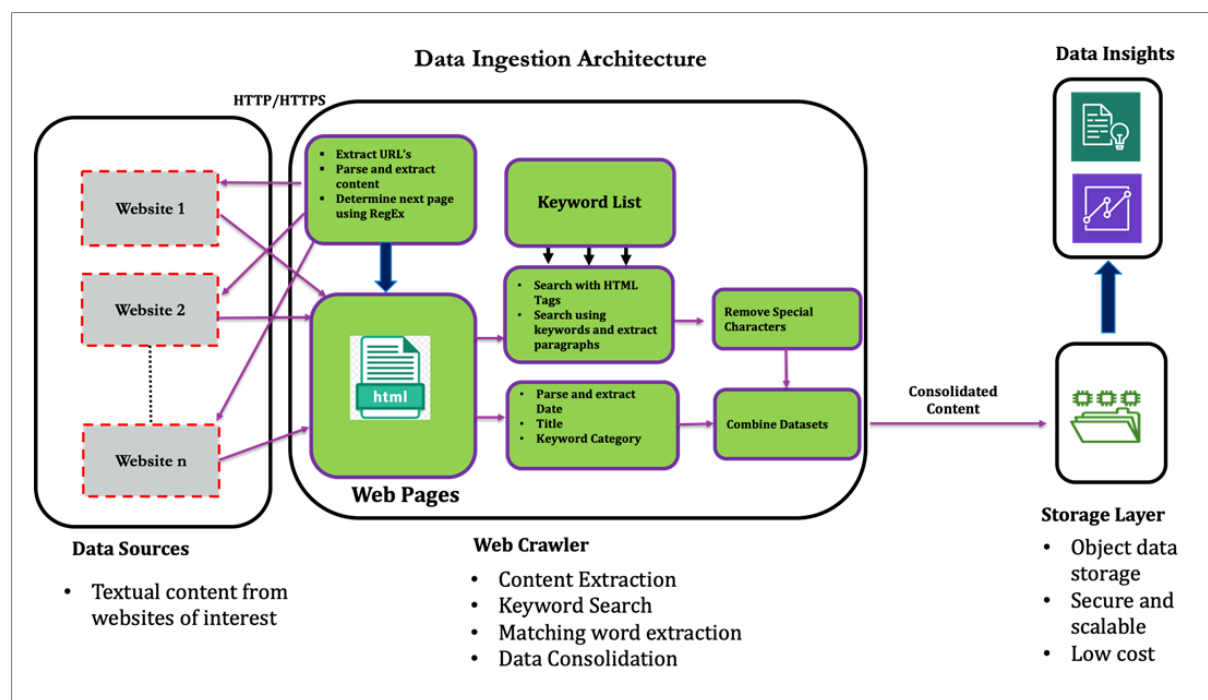 Data Ingestion Architecture
Data Insights
HTTP/HTTPS
Website 1
Website 2
Website n
▪ Extract URL's
▪ Parse and extract
content
▪ Determine next page
using RegEx
Keyword List
• Search with HTML
Tags
• Search using
keywords and extract
paragraphs
Remove Special
Characters
html
• Parse and extract
Date
• Title
• Keyword Category
Combine Datasets
Consolidated
Content
Web Pages
Data Sources
• Textual content from
websites of interest
Web Crawler
• Content Extraction
• Keyword Search
• Matching word extraction
• Data Consolidation
Storage Layer
• Object data
storage
• Secure and
scalable
• Low cost